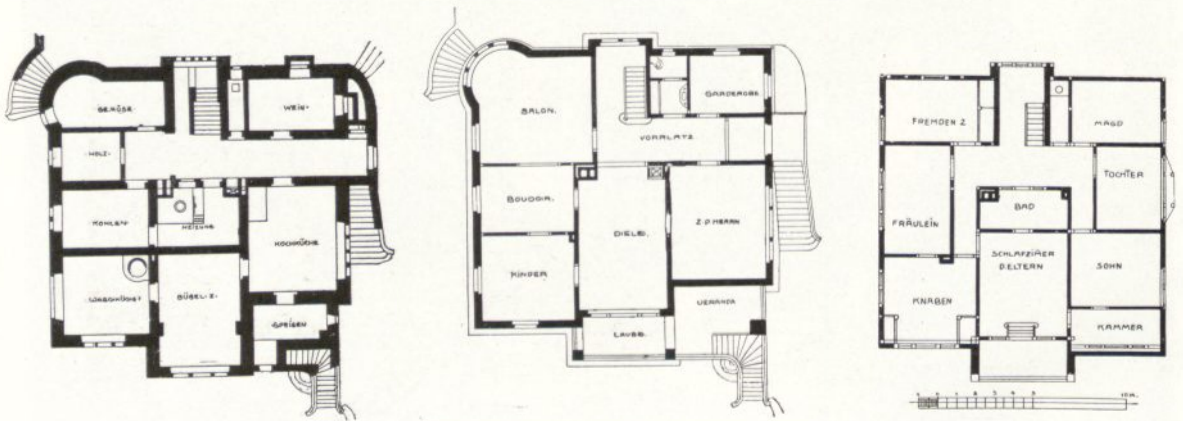 GEMÜSE·
·WEIN·
·HOLZ·
·KOHLEN·
HEIZUNG
KOCHKÜCHE
·WASCHKÜCHE·
BÜGEL·Z·
·SPEISEN
SALON.
GARDEROBE
VORPLATZ
BOUDOIR.
DIELE.
Z.D.HERRN
KINDER
VERANDA
LAUBE.
FREMDEN Z
MAGD
TOCHTER
FRÄULEIN
BAD
SCHLAFZIMER
D.ELTERN
SOHN
KNABEN
KAMMER